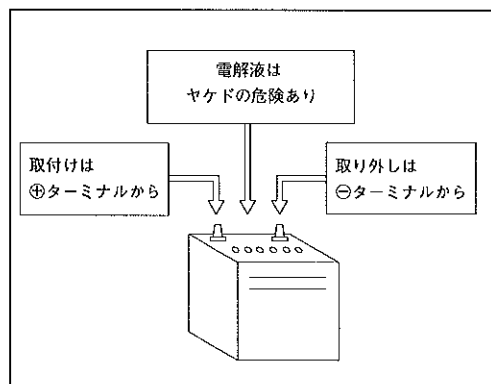 電解液は
ヤケドの危険あり
取付けは
⊕ターミナルから
取り外しは
⊖ターミナルから